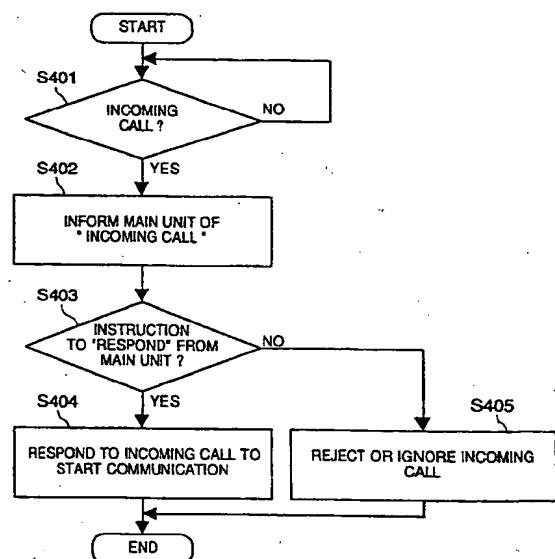 START
S401
INCOMING
CALL ?
NO
YES
S402
INFORM MAIN UNIT OF
" INCOMING CALL "
S403
INSTRUCTION
TO "RESPOND" FROM
MAIN UNIT ?
NO
YES
S404
RESPOND TO INCOMING CALL TO
START COMMUNICATION
S405
REJECT OR IGNORE INCOMING
CALL
END